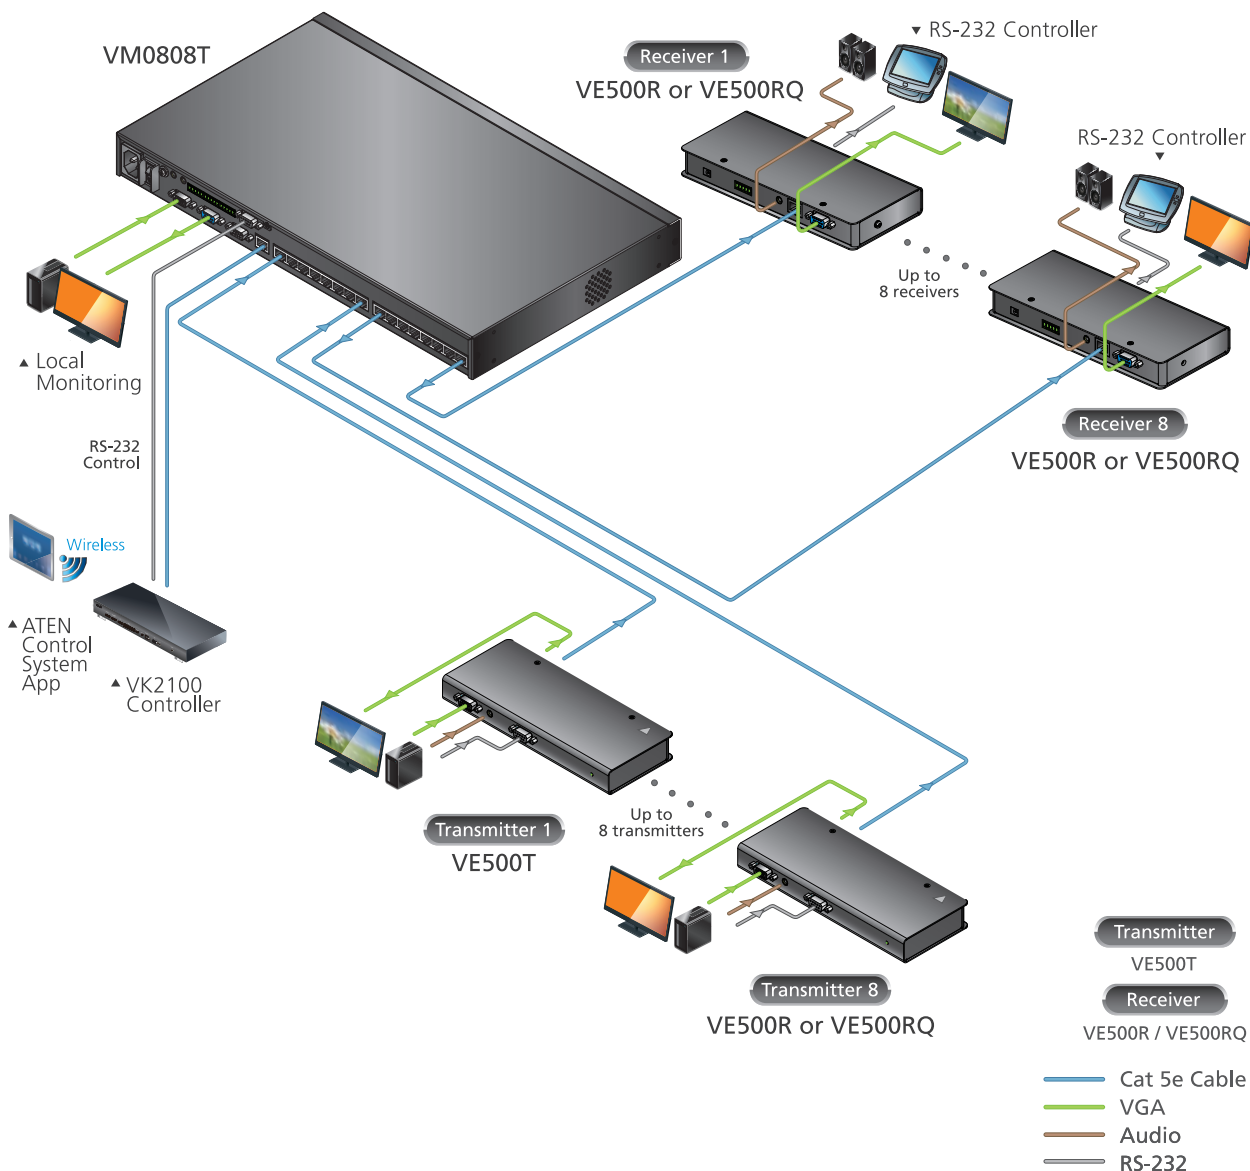 VM0808T
Receiver 1
VE500R or VE500RQ
▼ RS-232 Controller
RS-232 Controller
▼
Up to
8 receivers
▲ Local
Monitoring
Receiver 8
VE500R or VE500RQ
RS-232
Control
Wireless
▲ ATEN
Control
System
App
▲ VK2100
Controller
Transmitter 1
VE500T
Up to
8 transmitters
Transmitter 8
VE500R or VE500RQ
Transmitter
VE500T
Receiver
VE500R / VE500RQ
Cat 5e Cable
VGA
Audio
RS-232